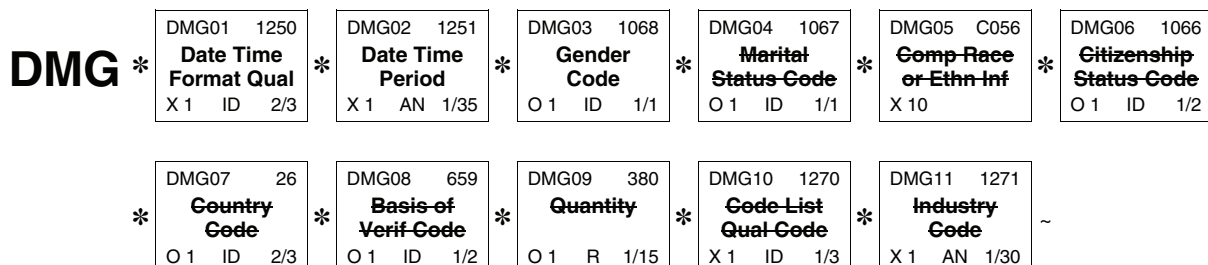 DMG * DMG01 1250 Date Time Format Qual X 1 ID 2/3 * DMG02 1251 Date Time Period X 1 AN 1/35 * DMG03 1068 Gender Code O 1 ID 1/1 * DMG04 1067 Marital Status Code O 1 ID 1/1 * DMG05 C056 Comp Race or Ethn Inf X 10 * DMG06 1066 Citizenship Status Code O 1 ID 1/2
* DMG07 26 Country Code O 1 ID 2/3 * DMG08 659 Basis of Verif Code O 1 ID 1/2 * DMG09 380 Quantity O 1 R 1/15 * DMG10 1270 Code List Qual Code X 1 ID 1/3 * DMG11 1271 Industry Code X 1 AN 1/30 ~